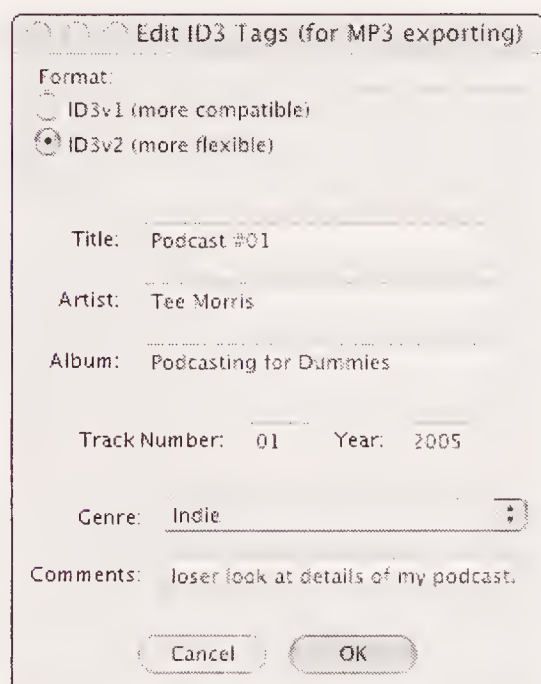 Edit ID3 Tags (for MP3 exporting)
Format:
ID3v1 (more compatible)
ID3v2 (more flexible)
Title: Podcast #01
Artist: Tee Morris
Album: Podcasting for Dummies
Track Number: 01 Year: 2005
Genre: Indie
Comments: loser look at details of my podcast.
Cancel OK